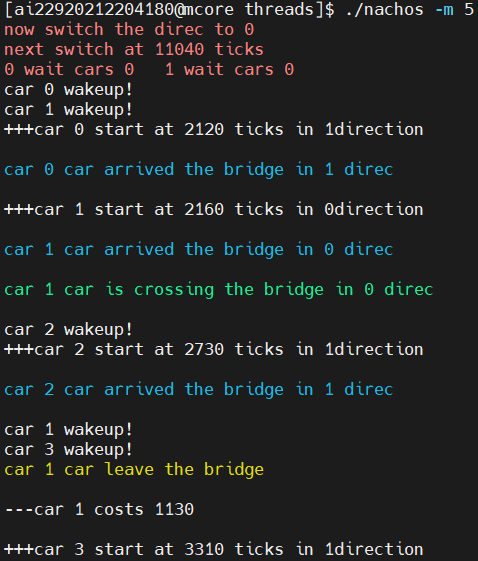 [ai22920212204180@mcore threads]$ ./nachos -m 5
now switch the direc to 0
next switch at 11040 ticks
0 wait cars 0   1 wait cars 0
car 0 wakeup!
car 1 wakeup!
+++car 0 start at 2120 ticks in 1direction
car 0 car arrived the bridge in 1 direc
+++car 1 start at 2160 ticks in 0direction
car 1 car arrived the bridge in 0 direc
car 1 car is crossing the bridge in 0 direc
car 2 wakeup!
+++car 2 start at 2730 ticks in 1direction
car 2 car arrived the bridge in 1 direc
car 1 wakeup!
car 3 wakeup!
car 1 car leave the bridge
---car 1 costs 1130
+++car 3 start at 3310 ticks in 1direction